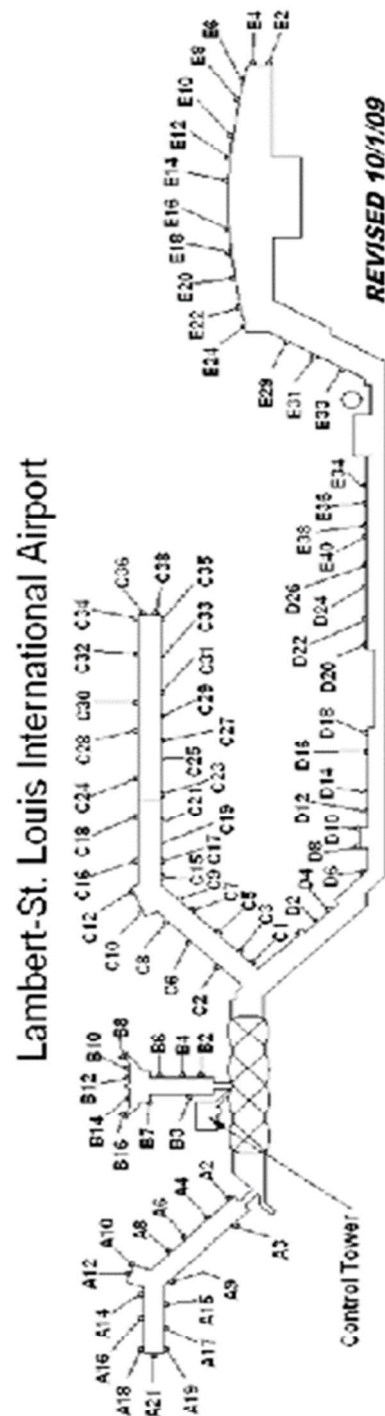 Lambert-St. Louis International Airport
A18
A16
A14
A12
A10
A8
A6
A4
A2
A21
A19
A17
A15
A9
A3
B16
B14
B12
B10
B8
B7
B6
B4
B2
B3
Control Tower
C2
C6
C8
C10
C12
C16
C18
C24
C28
C30
C32
C34
C36
C38
C35
C33
C31
C29
C27
C25
C23
C21
C19
C17
C15
C9
C7
C5
C3
C1
D2
D4
D6
D8
D10
D12
D14
D16
D18
D20
D22
D24
D26
E40
E38
E36
E34
E33
E31
E29
E24
E22
E20
E18
E16
E14
E12
E10
E8
E6
E4
E2
REVISED 10/1/09